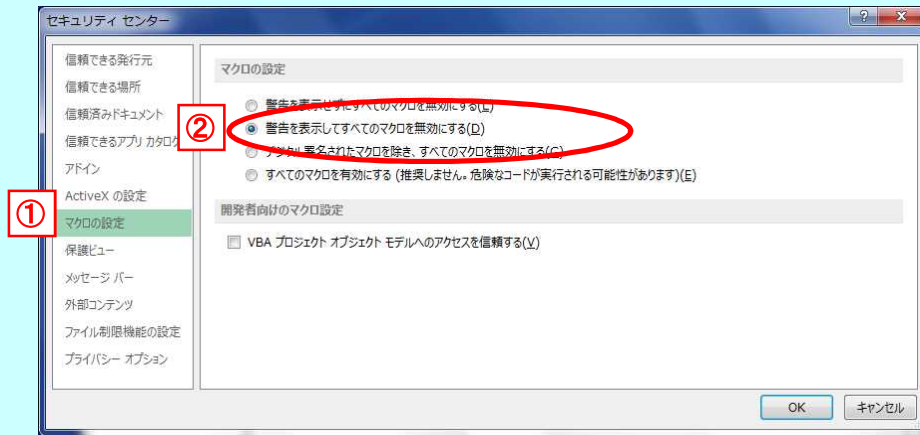 セキュリティ センター
信頼できる発行元
信頼できる場所
信頼済みドキュメント
信頼できるアプリ カタログ
アドイン
ActiveX の設定
①
マクロの設定
保護ビュー
メッセージ バー
外部コンテンツ
ファイル制限機能の設定
プライバシー オプション
マクロの設定
警告を表示せずにすべてのマクロを無効にする(L)
②
警告を表示してすべてのマクロを無効にする(D)
デジタル署名されたマクロを除き、すべてのマクロを無効にする(G)
すべてのマクロを有効にする (推奨しません。危険なコードが実行される可能性があります)(E)
開発者向けのマクロ設定
VBA プロジェクト オブジェクト モデルへのアクセスを信頼する(V)
OK
キャンセル